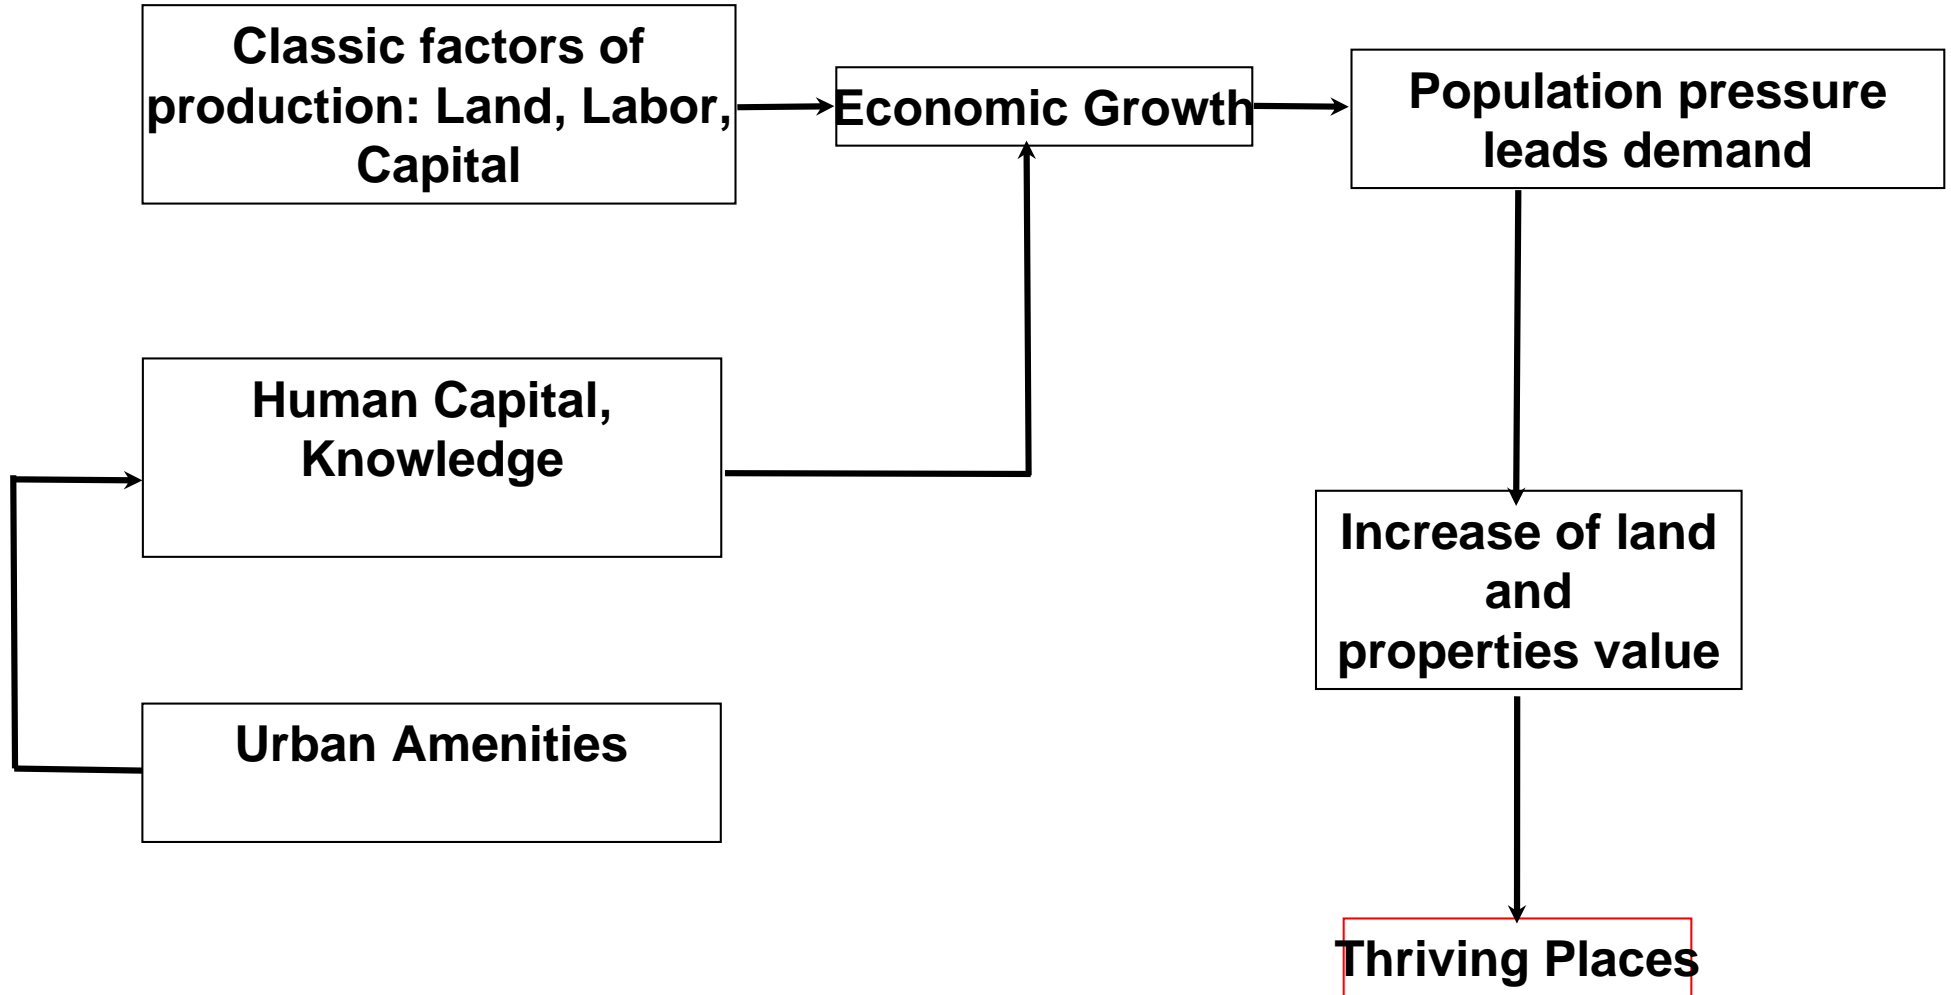 Classic factors of
production: Land, Labor,
Capital
Economic Growth
Population pressure
leads demand
Human Capital,
Knowledge
Increase of land
and
properties value
Urban Amenities
Thriving Places